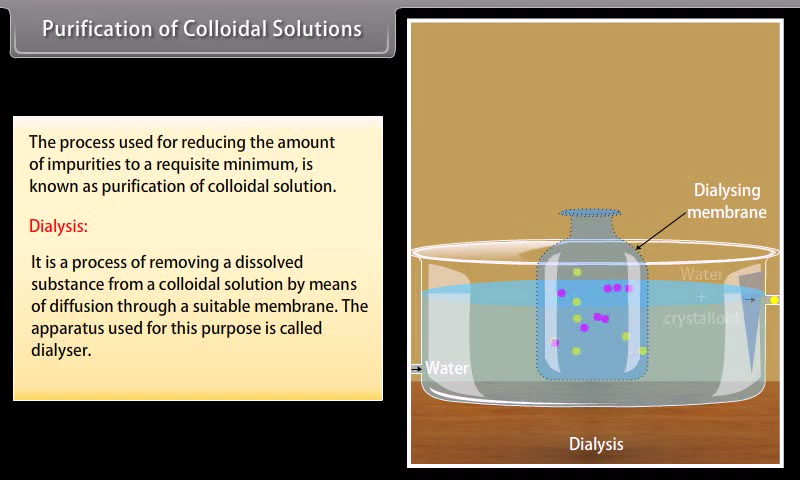 Purification of Colloidal Solutions
The process used for reducing the amount
of impurities to a requisite minimum, is
known as purification of colloidal solution.
Dialysis:
It is a process of removing a dissolved
substance from a colloidal solution by means
of diffusion through a suitable membrane. The
apparatus used for this purpose is called
dialyser.
Dialysing
membrane
Water
+
crystalloid
Water
Dialysis